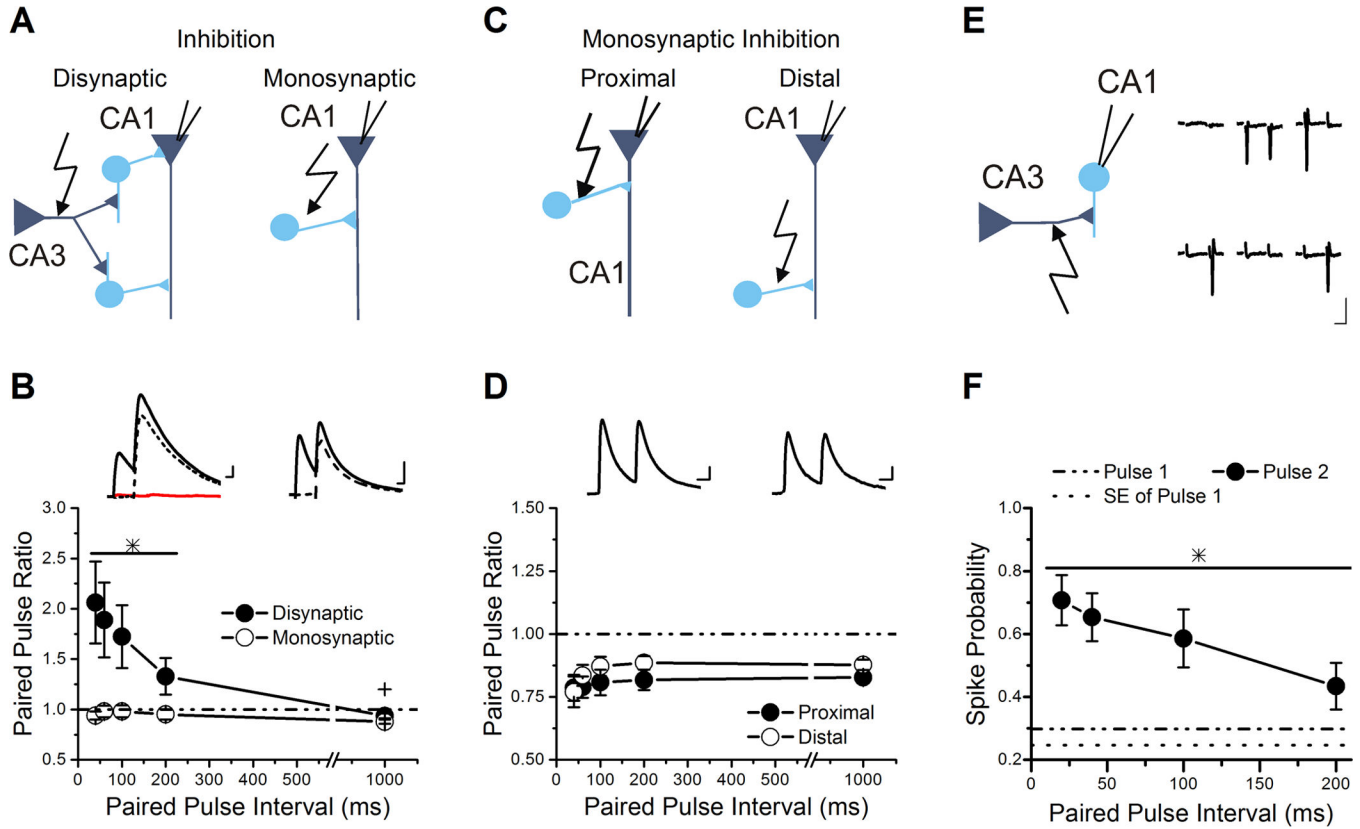 A
Inhibition
Disynaptic
Monosynaptic
CA1
CA1
CA3
C
Monosynaptic Inhibition
Proximal
Distal
CA1
CA1
E
CA1
CA3
B
3.0
2.5
2.0
1.5
1.0
0.5
Paired Pulse Ratio
*
Disynaptic
Monosynaptic
+
0 100 200 300 400 500 1000
Paired Pulse Interval (ms)
D
1.50
1.25
1.00
0.75
0.50
Paired Pulse Ratio
Proximal
Distal
0 100 200 300 400 500 1000
Paired Pulse Interval (ms)
F
Pulse 1
Pulse 2
SE of Pulse 1
1.0
0.8
0.6
0.4
0.2
Spike Probability
*
0 50 100 150 200
Paired Pulse Interval (ms)